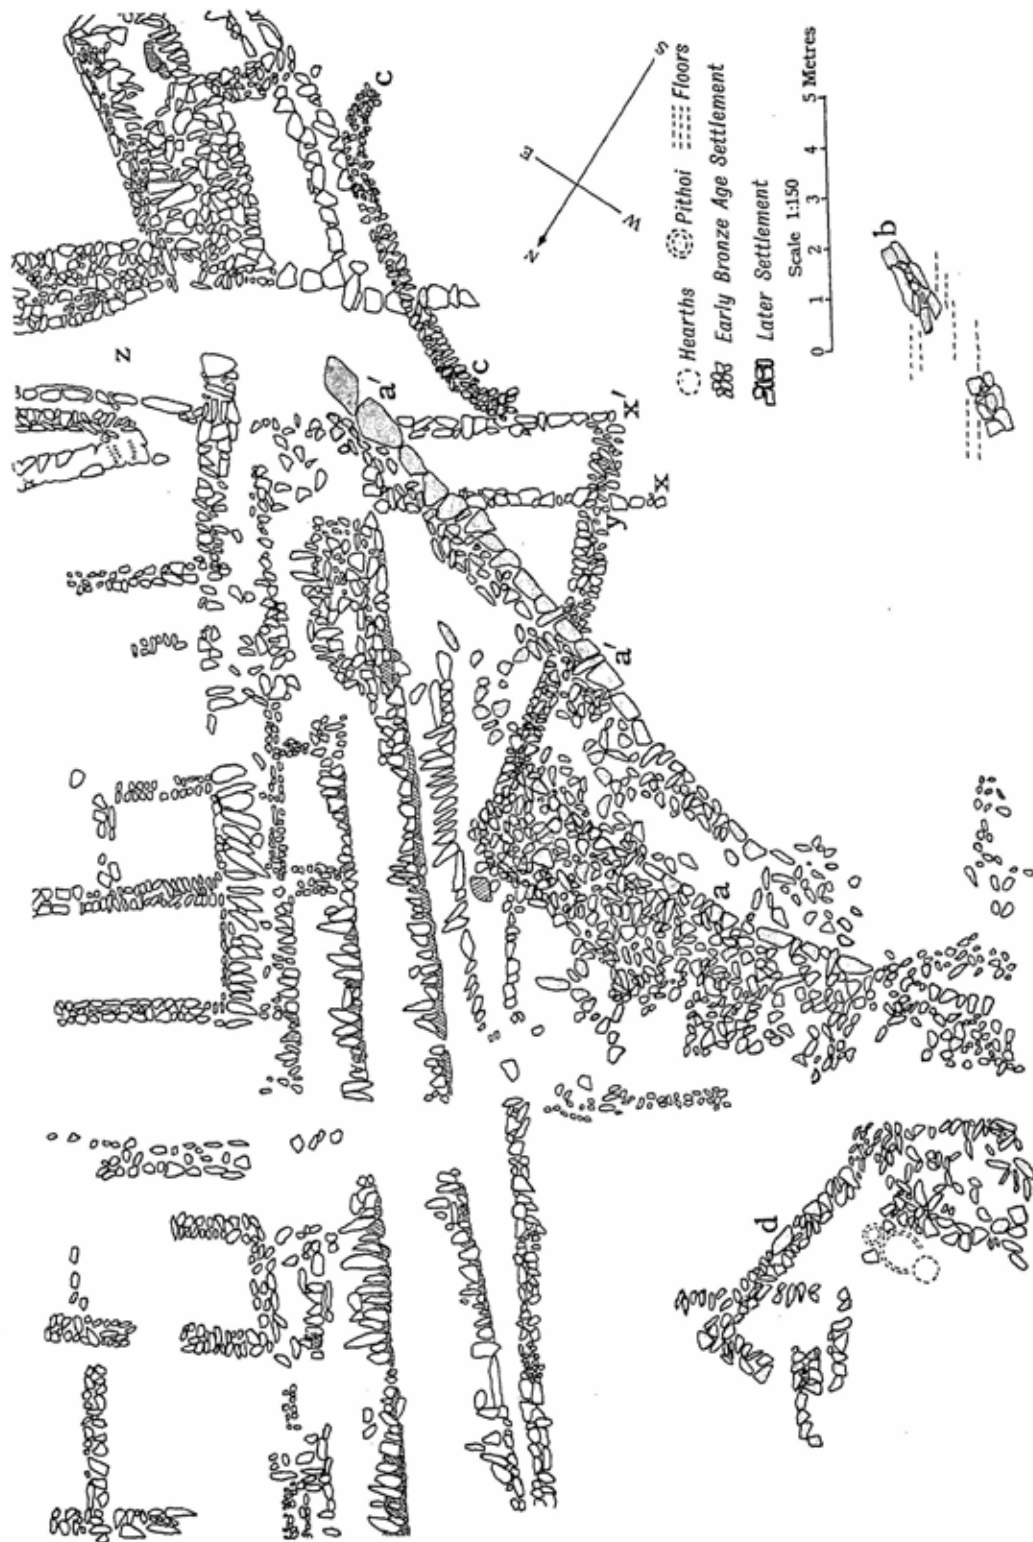 Hearths
Pithoi
Floors
Early Bronze Age Settlement
Later Settlement
Scale 1:150
0 1 2 3 4 5 Metres
N
E
S
W
z
c
c
a'
x'
x
y
a'
a
b
d